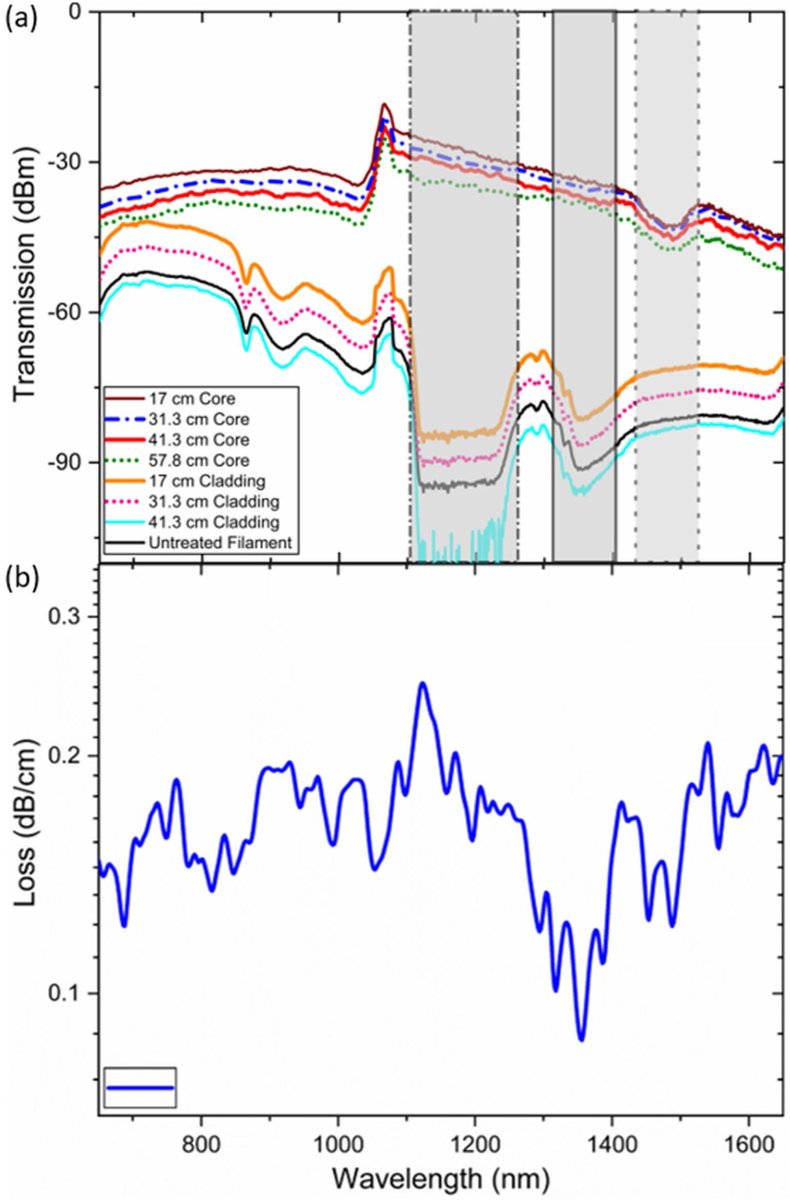 (a)
0
-30
-60
-90
Transmission (dBm)
17 cm Core
31.3 cm Core
41.3 cm Core
57.8 cm Core
17 cm Cladding
31.3 cm Cladding
41.3 cm Cladding
Untreated Filament
(b)
0.3
0.2
0.1
Loss (dB/cm)
800 1000 1200 1400 1600
Wavelength (nm)